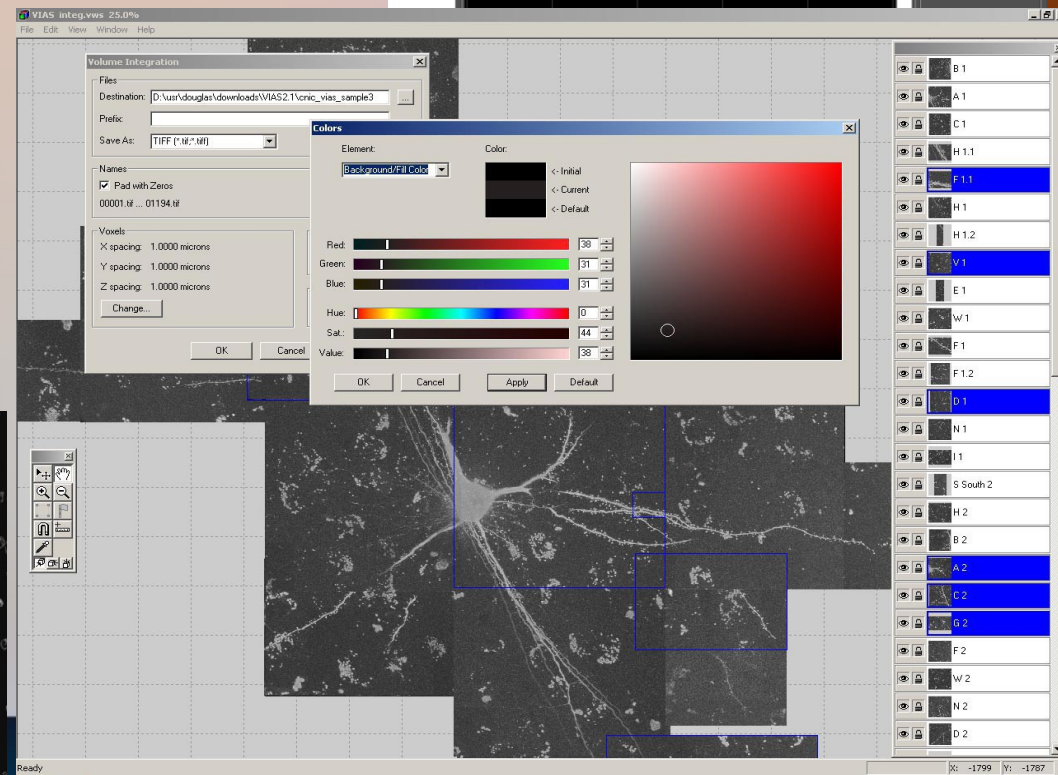 VIAS integ.vws 25.0%
File Edit View Window Help
Volume Integration
Files
Destination: D:\usr\douglas\downloads\VIAS2.1\cnic_vias_sample3
...
Prefix:
Save As: TIFF (*.tif;*.tiff)
Names
Pad with Zeros
00001.tif ... 01194.tif
Voxels
X spacing: 1.0000 microns
Y spacing: 1.0000 microns
Z spacing: 1.0000 microns
Change...
OK Cancel
Colors
Element: Color:
Background/Fill Color
<- Initial
<- Current
<- Default
Red: 38
Green: 31
Blue: 31
Hue: 0
Sat.: 44
Value: 38
OK Cancel Apply Default
B 1
A 1
C 1
H 1.1
F 1.1
H 1
H 1.2
V 1
E 1
W 1
F 1
F 1.2
D 1
N 1
I 1
S South 2
H 2
B 2
A 2
C 2
G 2
F 2
W 2
N 2
D 2
Ready X: -1799 Y: -1787